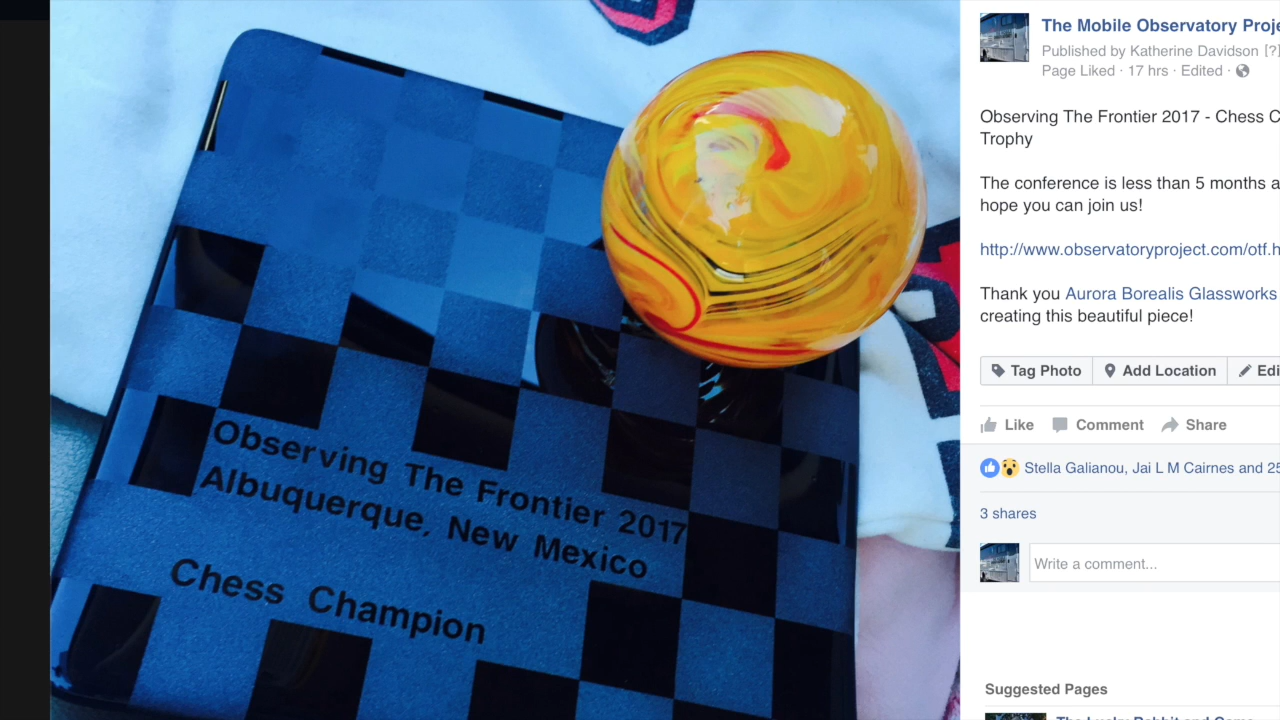 Observing The Frontier 2017
Albuquerque, New Mexico
Chess Champion
The Mobile Observatory
Published by Katherine Davidson [?]
Page Liked · 17 hrs · Edited ·
Observing The Frontier 2017 - Chess
Trophy
The conference is less than 5 months
hope you can join us!
http://www.observatoryproject.com/otf.h
Thank you Aurora Borealis Glassworks
creating this beautiful piece!
Tag Photo
Add Location
Like
Comment
Share
Stella Galianou, Jai L M Cairnes and
3 shares
Write a comment...
Suggested Pages